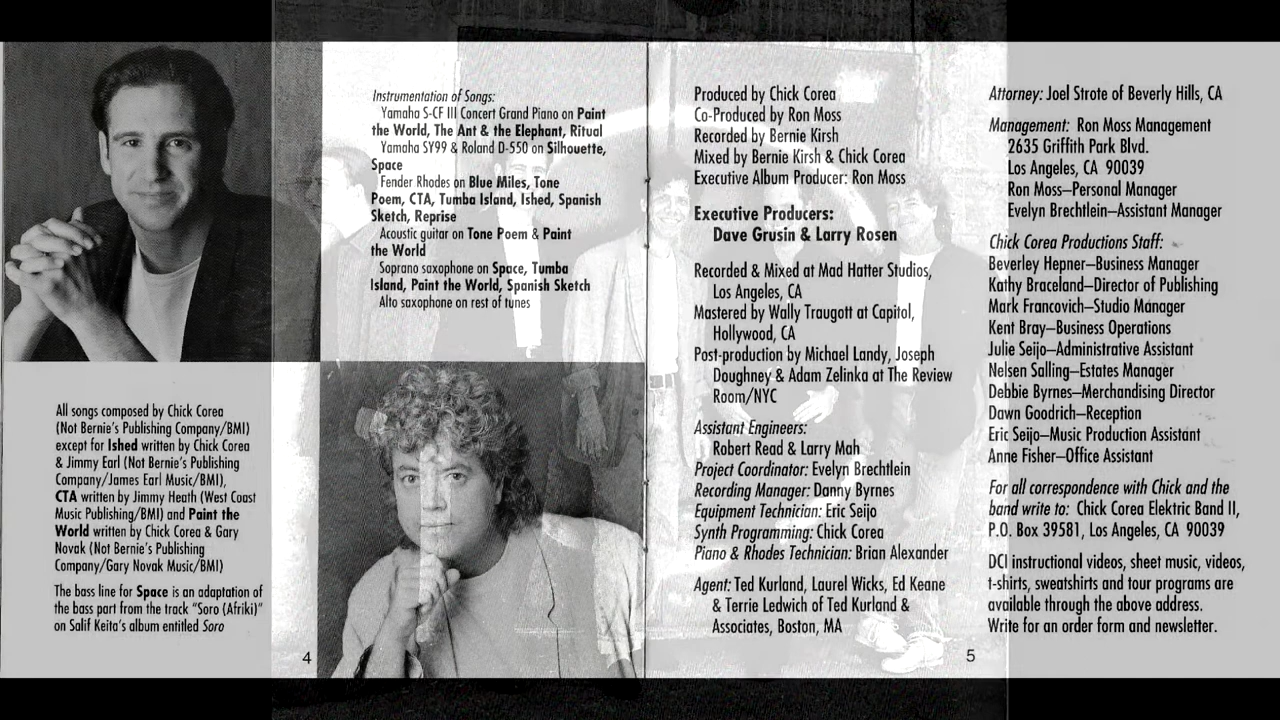 Instrumentation of Songs:
Yamaha S-CF III Concert Grand Piano on Paint
the World, The Ant & the Elephant, Ritual
Yamaha SY99 & Roland D-550 on Silhouette,
Space
Fender Rhodes on Blue Miles, Tone
Poem, CTA, Tumba Island, Ished, Spanish
Sketch, Reprise
Acoustic guitar on Tone Poem & Paint
the World
Soprano saxophone on Space, Tumba
Island, Paint the World, Spanish Sketch
Alto saxophone on rest of tunes
All songs composed by Chick Corea
(Not Bernie's Publishing Company/BMI)
except for Ished written by Chick Corea
& Jimmy Earl (Not Bernie's Publishing
Company/James Earl Music/BMI),
CTA written by Jimmy Heath (West Coast
Music Publishing/BMI) and Paint the
World written by Chick Corea & Gary
Novak (Not Bernie's Publishing
Company/Gary Novak Music/BMI)
The bass line for Space is an adaptation of
the bass part from the track "Soro (Afriki)"
on Salif Keita's album entitled Soro
4
Produced by Chick Corea
Co-Produced by Ron Moss
Recorded by Bernie Kirsh
Mixed by Bernie Kirsh & Chick Corea
Executive Album Producer: Ron Moss
Executive Producers:
Dave Grusin & Larry Rosen
Recorded & Mixed at Mad Hatter Studios,
Los Angeles, CA
Mastered by Wally Traugott at Capitol,
Hollywood, CA
Post-production by Michael Landy, Joseph
Doughney & Adam Zelinka at The Review
Room/NYC
Assistant Engineers:
Robert Read & Larry Mah
Project Coordinator: Evelyn Brechtlein
Recording Manager: Danny Byrnes
Equipment Technician: Eric Seijo
Synth Programming: Chick Corea
Piano & Rhodes Technician: Brian Alexander
Agent: Ted Kurland, Laurel Wicks, Ed Keane
& Terrie Ledwich of Ted Kurland &
Associates, Boston, MA
5
Attorney: Joel Strote of Beverly Hills, CA
Management: Ron Moss Management
2635 Griffith Park Blvd.
Los Angeles, CA 90039
Ron Moss—Personal Manager
Evelyn Brechtlein—Assistant Manager
Chick Corea Productions Staff:
Beverley Hepner—Business Manager
Kathy Braceland—Director of Publishing
Mark Francovich—Studio Manager
Kent Bray—Business Operations
Julie Seijo—Administrative Assistant
Nelsen Salling—Estates Manager
Debbie Byrnes—Merchandising Director
Dawn Goodrich—Reception
Eric Seijo—Music Production Assistant
Anne Fisher—Office Assistant
For all correspondence with Chick and the
band write to: Chick Corea Elektric Band II,
P.O. Box 39581, Los Angeles, CA 90039
DCI instructional videos, sheet music, videos,
t-shirts, sweatshirts and tour programs are
available through the above address.
Write for an order form and newsletter.